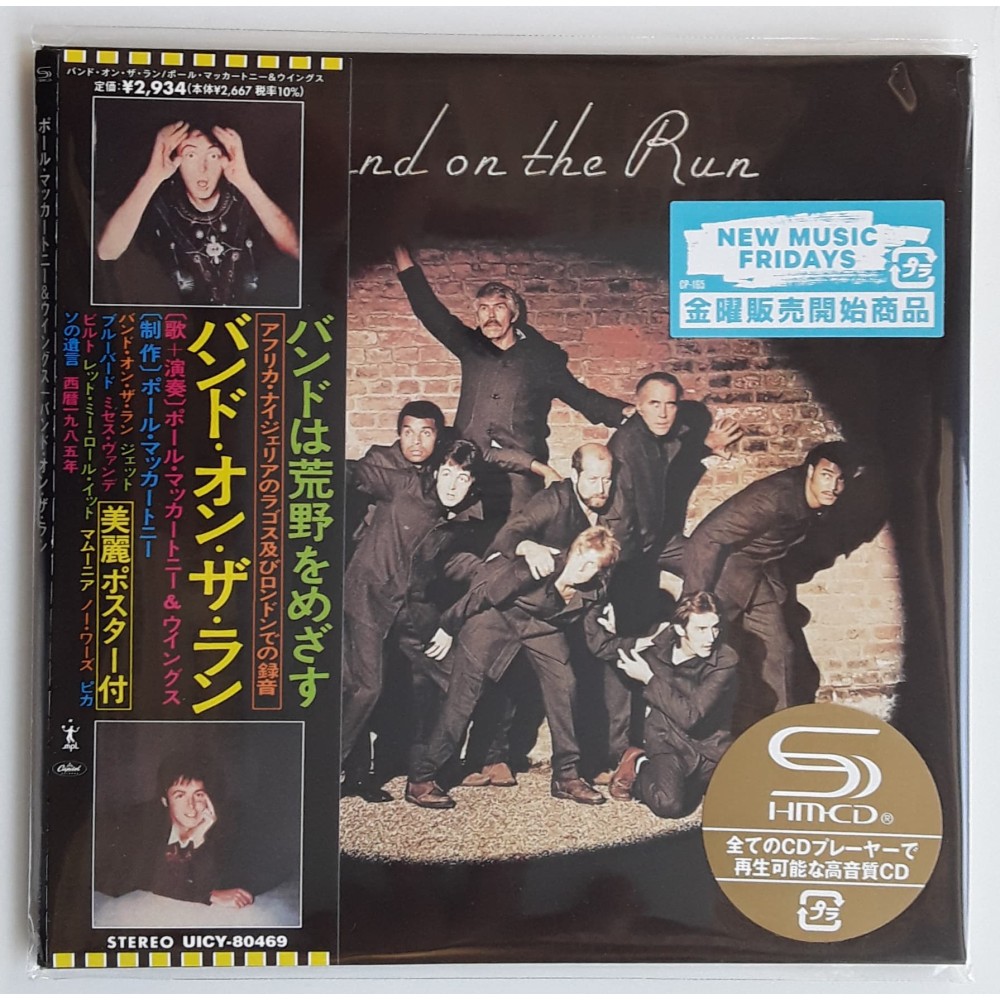 バンド・オン・ザ・ラン/ポール・マッカートニー&ウイングス
定価:¥2,934(本体¥2,667 税率10%)
ポール・マッカートニー&ウイングス
バンド・オン・ザ・ラン
バンドは荒野をめざす
アフリカ・ナイジェリアのラゴス及びロンドンでの録音
バンド・オン・ザ・ラン
〔歌+演奏〕ポール・マッカートニー&ウイングス
〔制作〕ポール・マッカートニー
バンド・オン・ザ・ラン ジェット
ブルーバード ミセス・ヴァンデ
ビルト レット・ミー・ロール・イット マムーニア ノー・ワーズ ピカ
ソの遺言 西暦一九八五年
美麗ポスター付
mpl
Capitol
STEREO UICY-80469
nd on the Run
NEW MUSIC
FRIDAYS
プラ
CP-165
金曜販売開始商品
HM-CD®
全てのCDプレーヤーで
再生可能な高音質CD
プラ